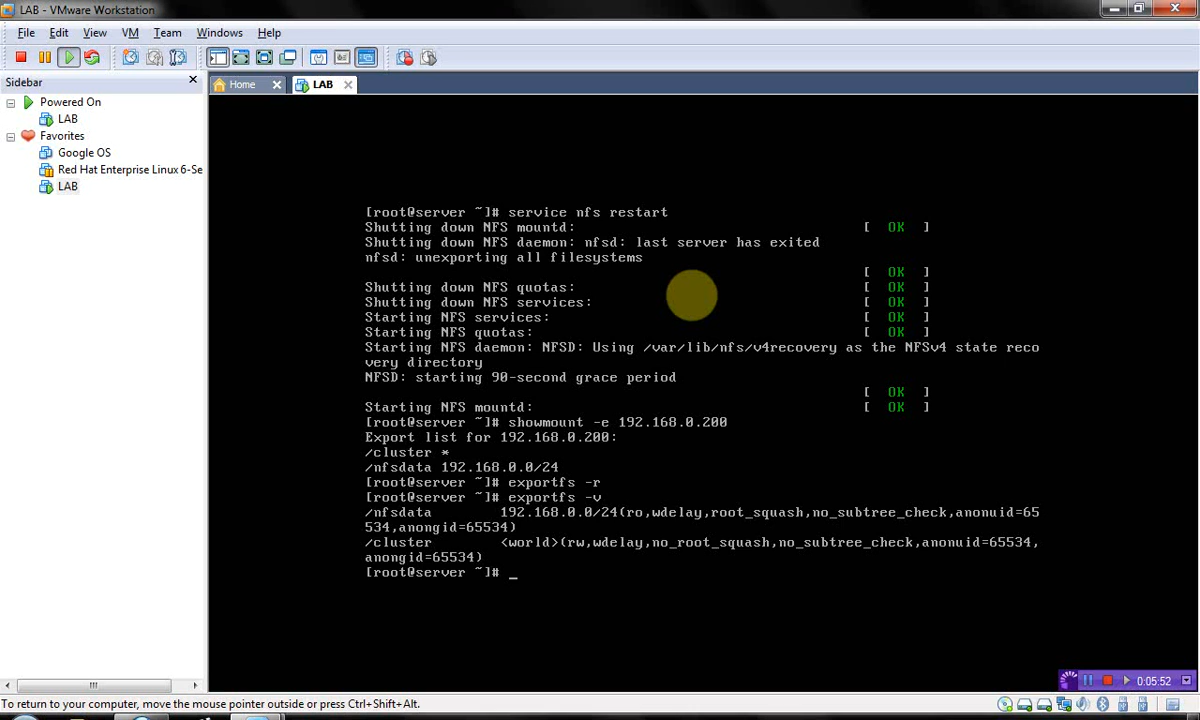 LAB - VMware Workstation
File Edit View VM Team Windows Help
Sidebar
Home LAB
Powered On
LAB
Favorites
Google OS
Red Hat Enterprise Linux 6-Se
LAB
[root@server ~]# service nfs restart
Shutting down NFS mountd: [ OK ]
Shutting down NFS daemon: nfsd: last server has exited
nfsd: unexporting all filesystems
[ OK ]
Shutting down NFS quotas: [ OK ]
Shutting down NFS services: [ OK ]
Starting NFS services: [ OK ]
Starting NFS quotas: [ OK ]
Starting NFS daemon: NFSD: Using /var/lib/nfs/v4recovery as the NFSv4 state reco
very directory
NFSD: starting 90-second grace period
[ OK ]
Starting NFS mountd: [ OK ]
[root@server ~]# showmount -e 192.168.0.200
Export list for 192.168.0.200:
/cluster *
/nfsdata 192.168.0.0/24
[root@server ~]# exportfs -r
[root@server ~]# exportfs -v
/nfsdata 192.168.0.0/24(ro,wdelay,root_squash,no_subtree_check,anonuid=65
534,anongid=65534)
/cluster <world>(rw,wdelay,no_root_squash,no_subtree_check,anonuid=65534,
anongid=65534)
[root@server ~]# _
0:05:52
To return to your computer, move the mouse pointer outside or press Ctrl+Shift+Alt.